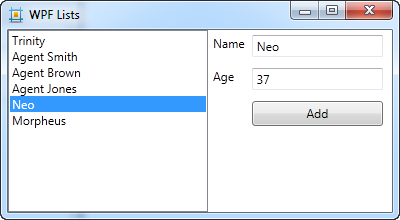 WPF Lists
Trinity
Agent Smith
Agent Brown
Agent Jones
Neo
Morpheus
Name Neo
Age 37
Add